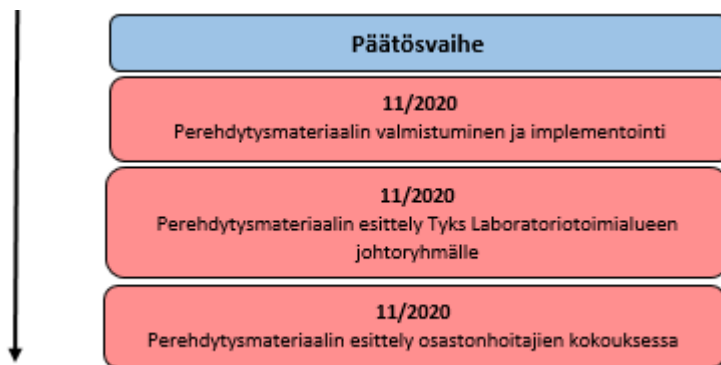 Päätösvaihe
11/2020
Perehdytysmateriaalin valmistuminen ja implementointi
11/2020
Perehdytysmateriaalin esittely Tyks Laboratoriotoimialueen
johtoryhmälle
11/2020
Perehdytysmateriaalin esittely osastonhoitajien kokouksessa